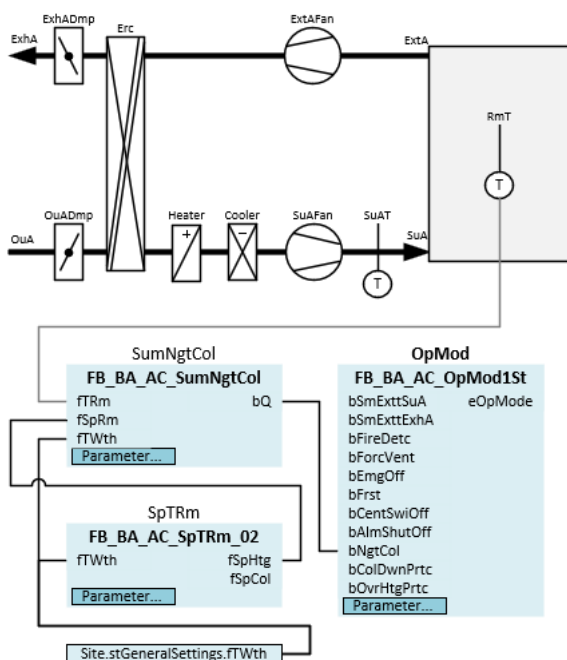 ExhADmp
Erc
ExtAFan
ExhA
ExtA
RmT
T
OuADmp
Heater
Cooler
SuAFan
SuAT
OuA
SuA
+
−
T
SumNgtCol
FB_BA_AC_SumNgtCol
fTRm bQ
fSpRm
fTWth
Parameter...
SpTRm
FB_BA_AC_SpTRm_02
fTWth fSpHtg
fSpCol
Parameter...
Site.stGeneralSettings.fTWth
OpMod
FB_BA_AC_OpMod1St
bSmExttSuA eOpMode
bSmExttExhA
bFireDetc
bForcVent
bEmgOff
bFrst
bCentSwiOff
bAlmShutOff
bNgtCol
bColDwnPrtc
bOvrHtgPrtc
Parameter...